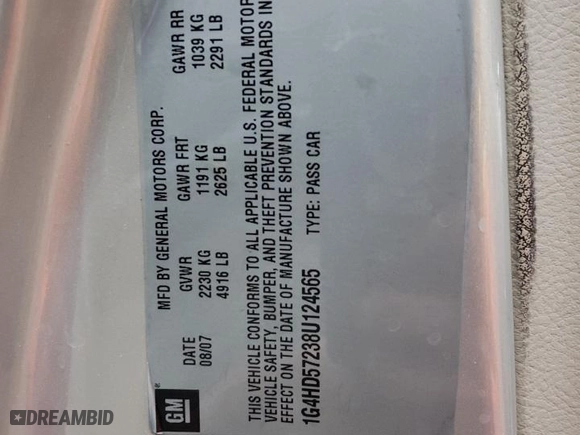 GM
MFD BY GENERAL MOTORS CORP.
DATE GVWR GAWR FRT GAWR RR
08/07 2230 KG 1191 KG 1039 KG
4916 LB 2625 LB 2291 LB
THIS VEHICLE CONFORMS TO ALL APPLICABLE U.S. FEDERAL MOTOR
VEHICLE SAFETY, BUMPER, AND THEFT PREVENTION STANDARDS IN
EFFECT ON THE DATE OF MANUFACTURE SHOWN ABOVE.
1G4HD57238U124565 TYPE: PASS CAR
DREAMBID